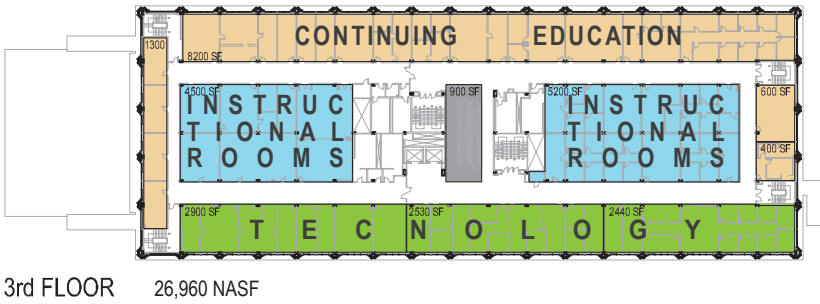 1300
CONTINUING EDUCATION
8200 SF
4500 SF
INSTRUC
TIONAL
ROOMS
900 SF
5200 SF
INSTRUC
TIONAL
ROOMS
600 SF
400 SF
2900 SF
2530 SF
2440 SF
TECNOLOGY
3rd FLOOR 26,960 NASF